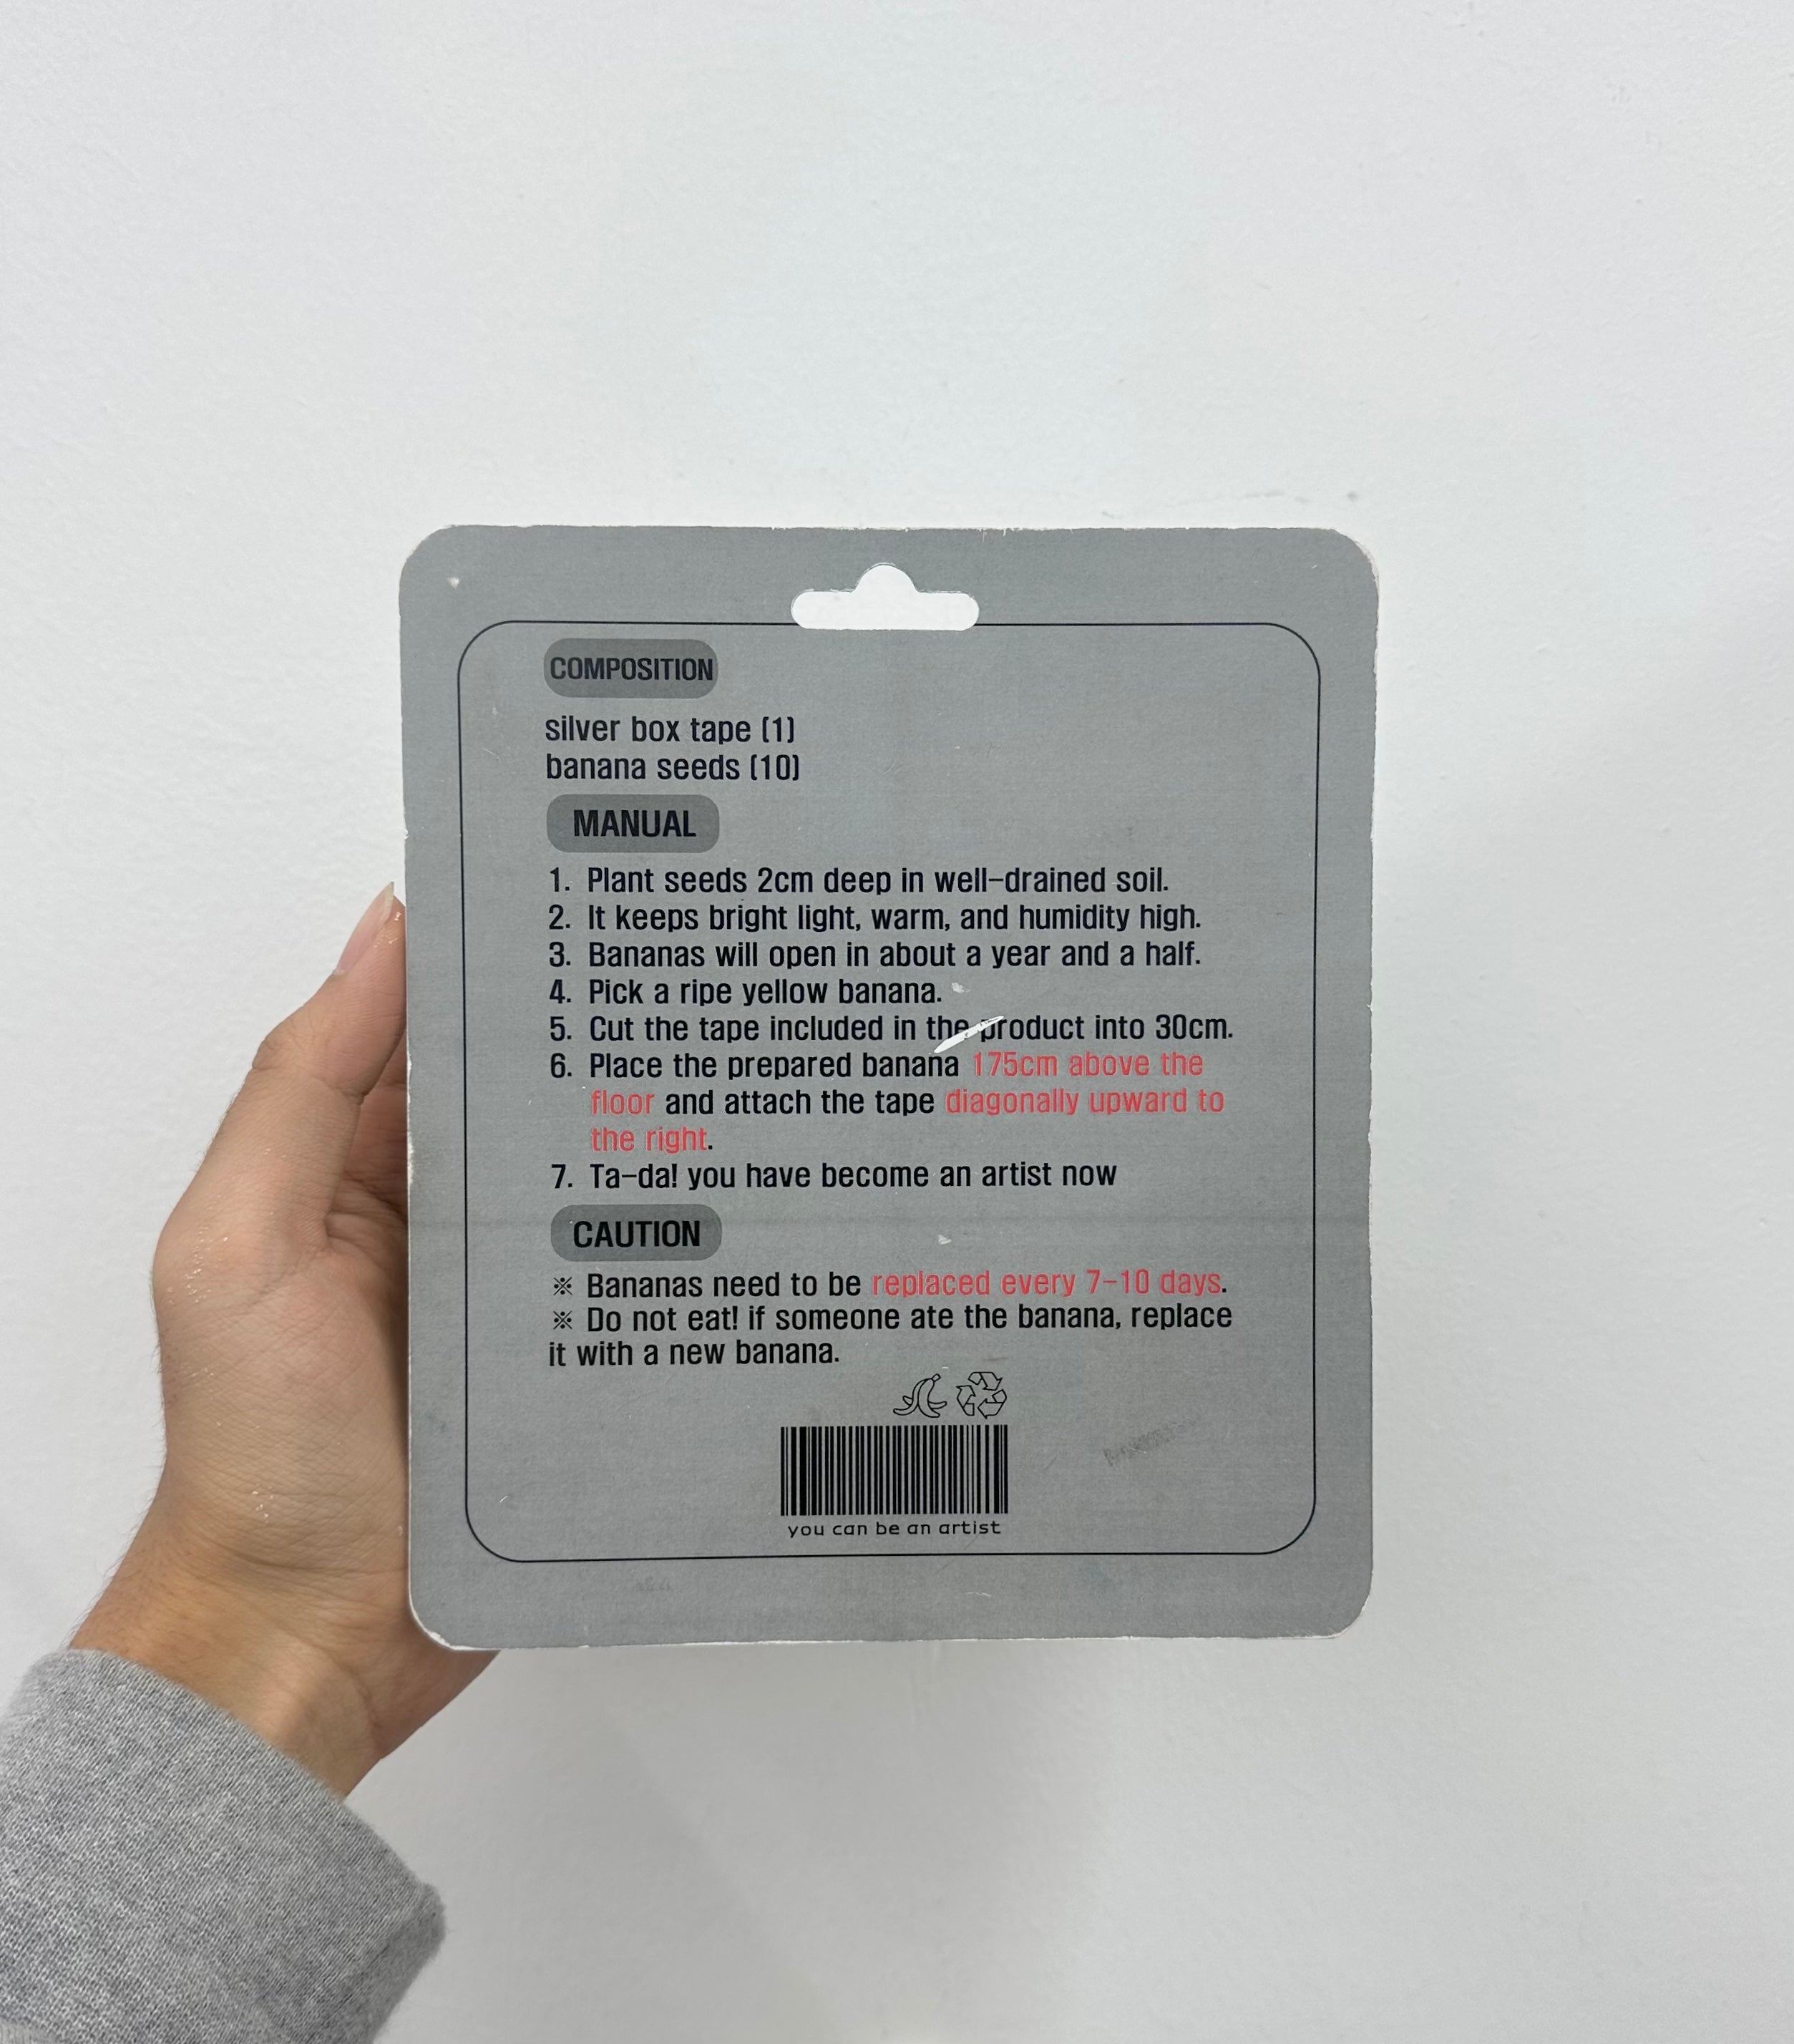 COMPOSITION
silver box tape (1)
banana seeds (10)
MANUAL
1. Plant seeds 2cm deep in well-drained soil.
2. It keeps bright light, warm, and humidity high.
3. Bananas will open in about a year and a half.
4. Pick a ripe yellow banana.
5. Cut the tape included in the product into 30cm.
6. Place the prepared banana 175cm above the
floor and attach the tape diagonally upward to
the right.
7. Ta-da! you have become an artist now
CAUTION
※ Bananas need to be replaced every 7-10 days.
※ Do not eat! if someone ate the banana, replace
it with a new banana.
you can be an artist